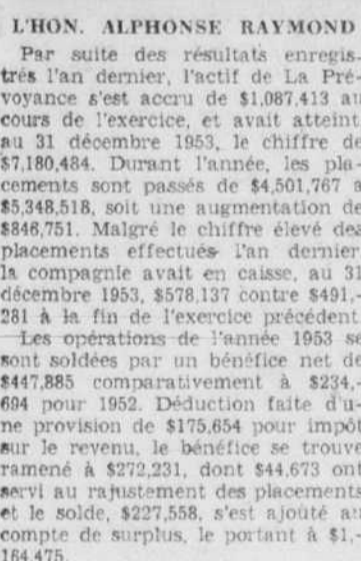 L'HON. ALPHONSE RAYMOND
Par suite des résultats enregis-
trés l'an dernier, l'actif de La Pré-
voyance s'est accru de $1,087,413 au
cours de l'exercice, et avait atteint
au 31 décembre 1953, le chiffre de
$7,180,484. Durant l'année, les pla-
cements sont passés de $4,501,767 à
$5,348,518, soit une augmentation de
$846,751. Malgré le chiffre élevé des
placements effectués l'an dernier
la compagnie avait en caisse, au 31
décembre 1953, $578,137 contre $491,-
281 à la fin de l'exercice précédent
Les opérations de l'année 1953 se
sont soldées par un bénéfice net de
$447,885 comparativement à $234,-
694 pour 1952. Déduction faite d'u-
ne provision de $175,654 pour impôt
sur le revenu, le bénéfice se trouve
ramené à $272,231, dont $44,673 ont
servi au rajustement des placements
et le solde, $227,558, s'est ajouté au
compte de surplus, le portant à $1,-
164,475.